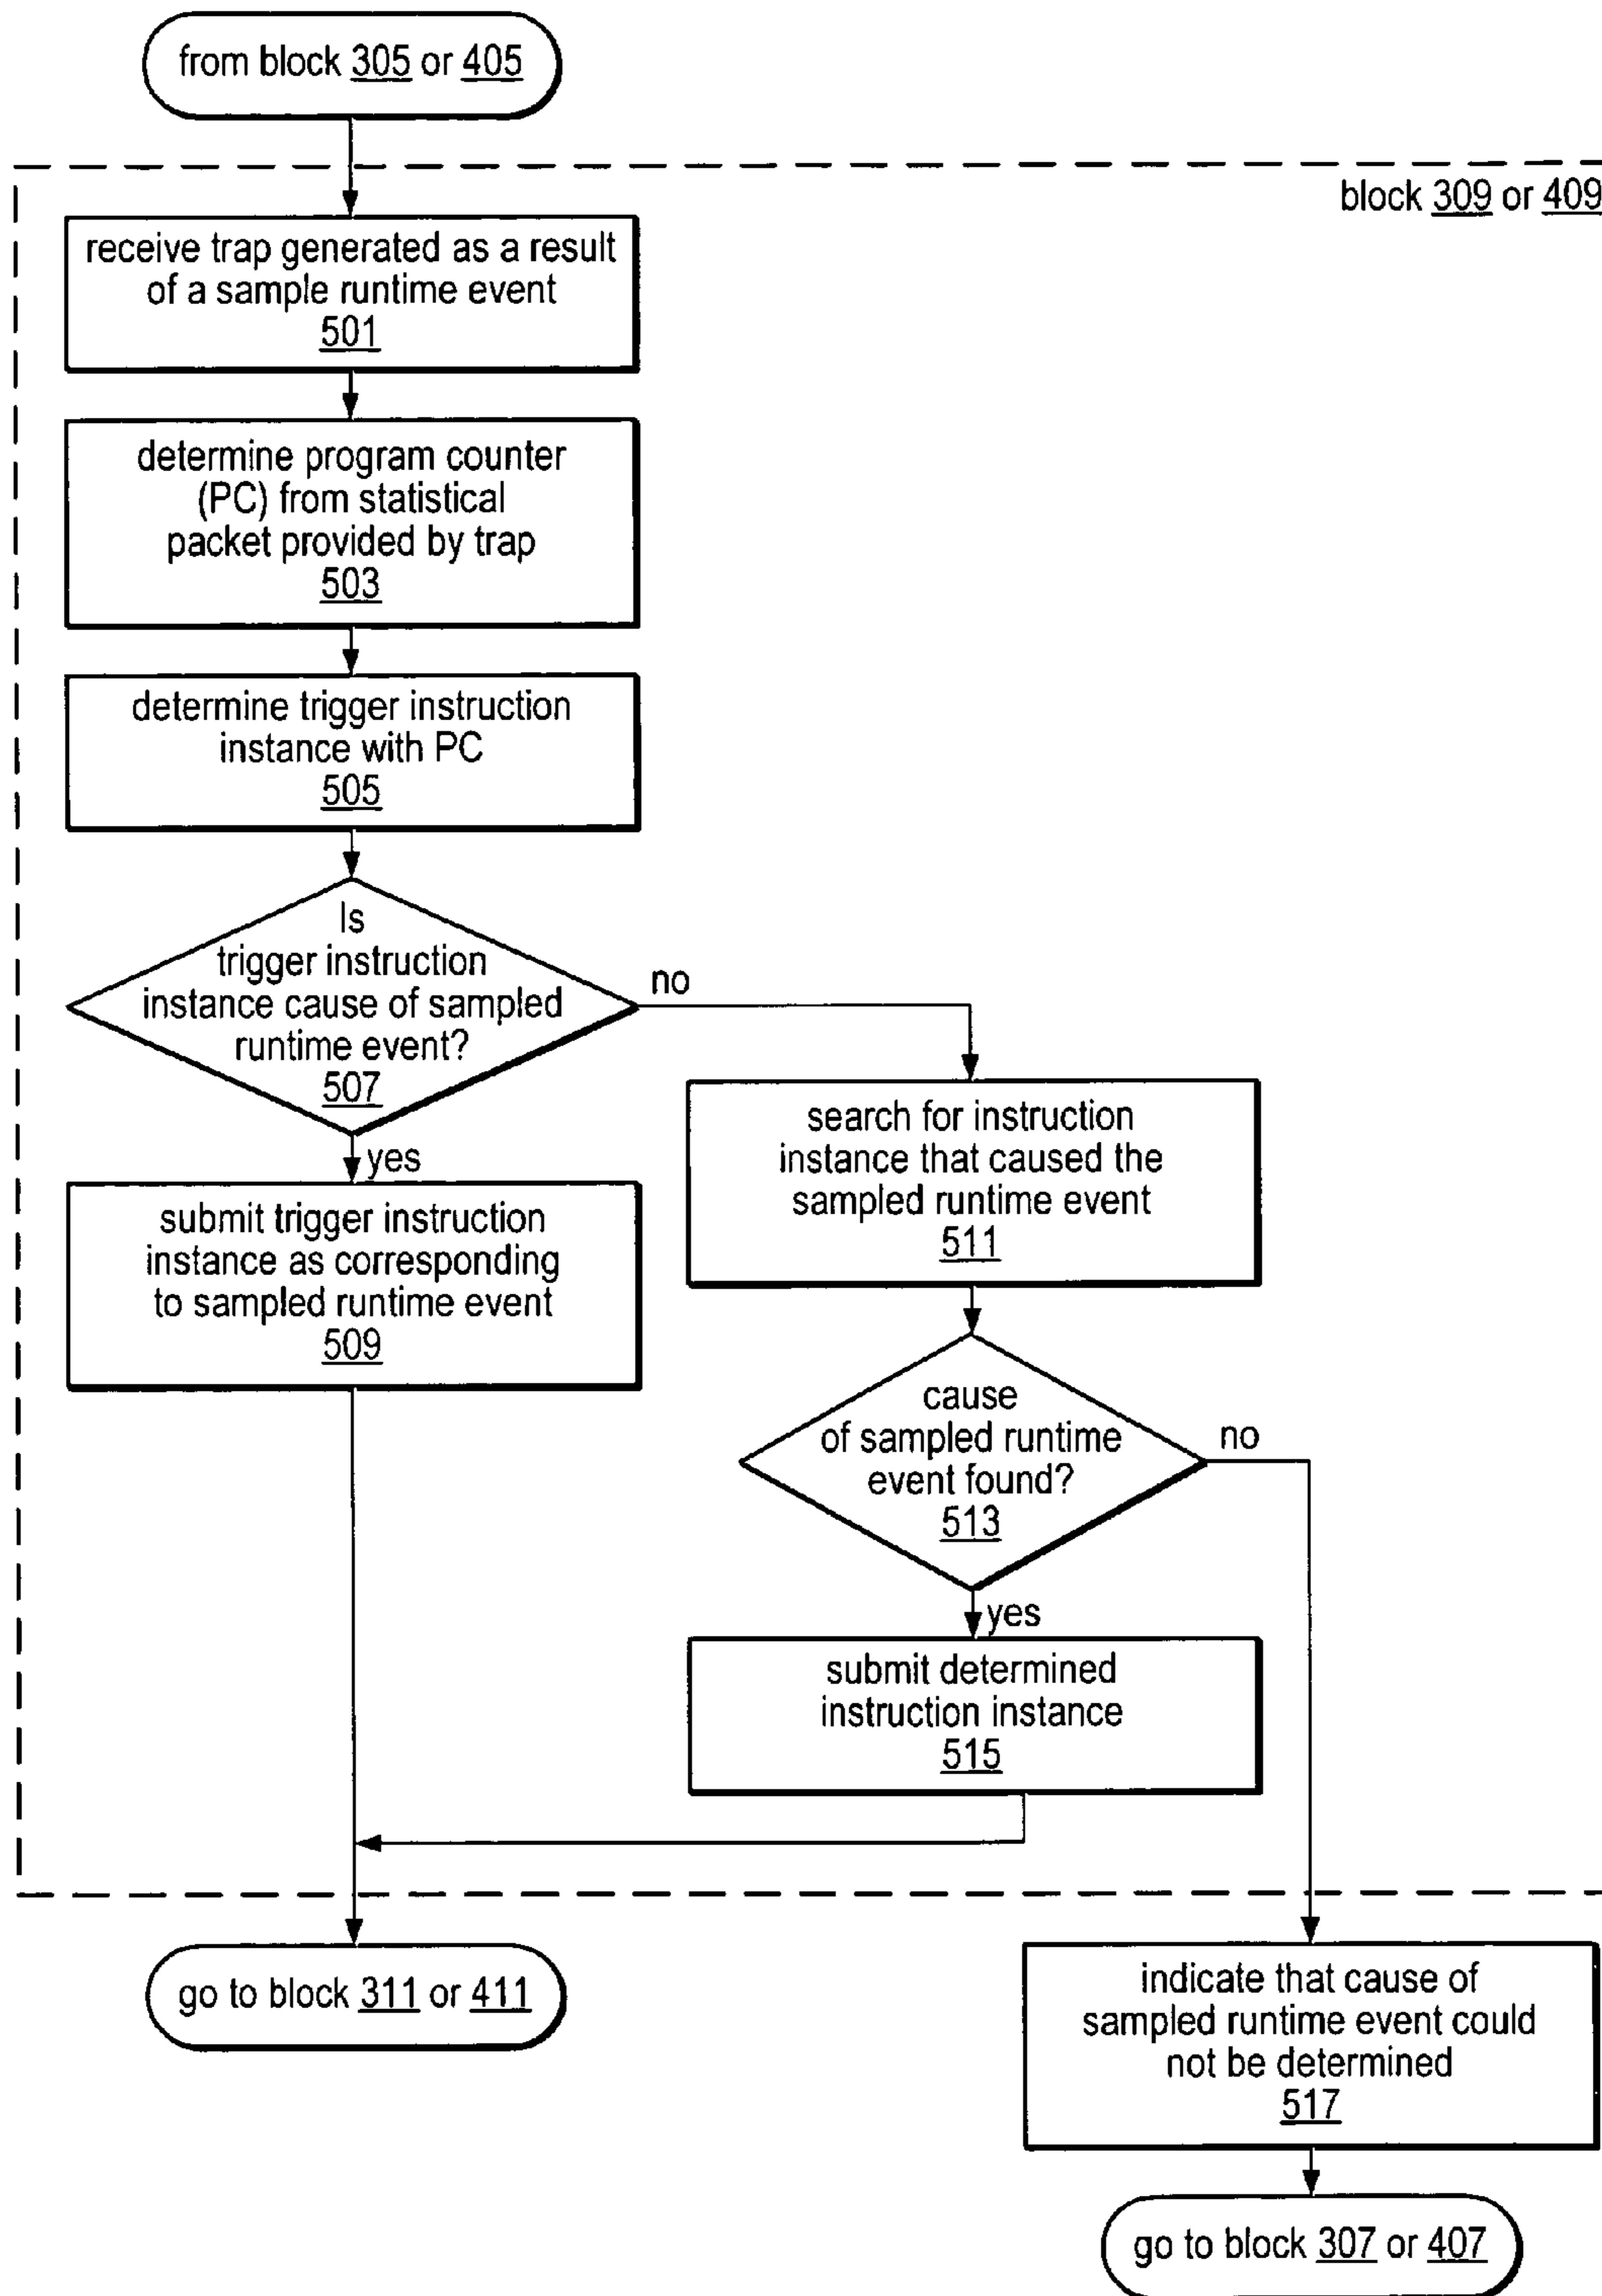 from block 305 or 405
block 309 or 409
receive trap generated as a result
of a sample runtime event
501
determine program counter
(PC) from statistical
packet provided by trap
503
determine trigger instruction
instance with PC
505
Is
trigger instruction
instance cause of sampled
runtime event?
507
no
yes
search for instruction
instance that caused the
sampled runtime event
511
submit trigger instruction
instance as corresponding
to sampled runtime event
509
cause
of sampled runtime
event found?
513
no
yes
submit determined
instruction instance
515
go to block 311 or 411
indicate that cause of
sampled runtime event could
not be determined
517
go to block 307 or 407